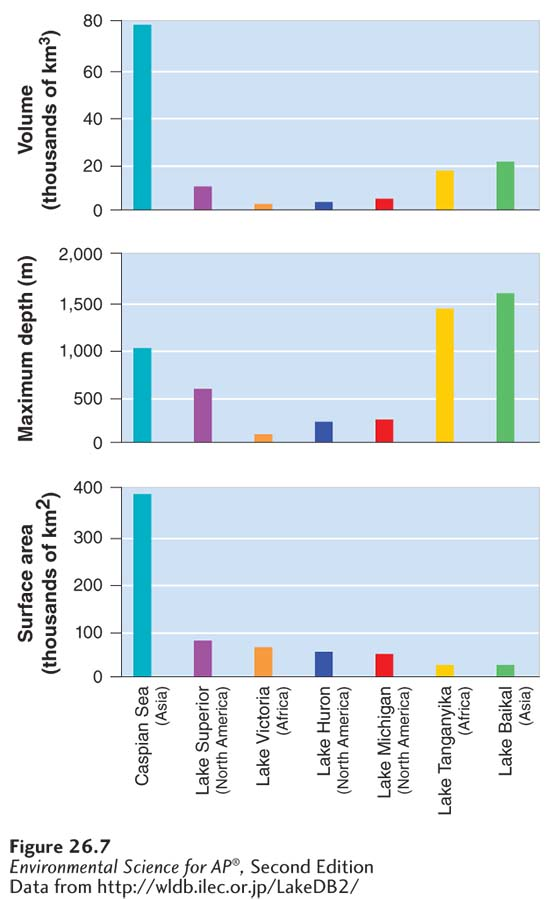 Volume
(thousands of km³)
80
60
40
20
0
Maximum depth (m)
2,000
1,500
1,000
500
0
Surface area
(thousands of km²)
400
300
200
100
0
Caspian Sea
(Asia)
Lake Superior
(North America)
Lake Victoria
(Africa)
Lake Huron
(North America)
Lake Michigan
(North America)
Lake Tanganyika
(Africa)
Lake Baikal
(Asia)
Figure 26.7
Environmental Science for AP®, Second Edition
Data from http://wldb.ilec.or.jp/LakeDB2/